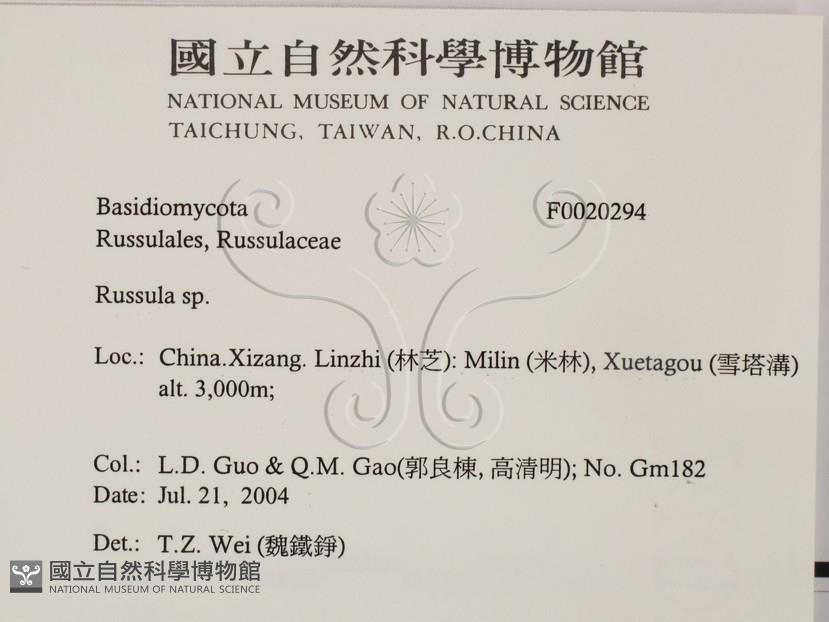 國立自然科學博物館
NATIONAL MUSEUM OF NATURAL SCIENCE
TAICHUNG, TAIWAN, R.O.CHINA
Basidiomycota F0020294
Russulales, Russulaceae
Russula sp.
Loc.: China.Xizang. Linzhi (林芝): Milin (米林), Xuetagou (雪塔溝)
alt. 3,000m;
Col.: L.D. Guo & Q.M. Gao(郭良棟, 高清明); No. Gm182
Date: Jul. 21, 2004
Det.: T.Z. Wei (魏鐵錚)
國立自然科學博物館
NATIONAL MUSEUM OF NATURAL SCIENCE